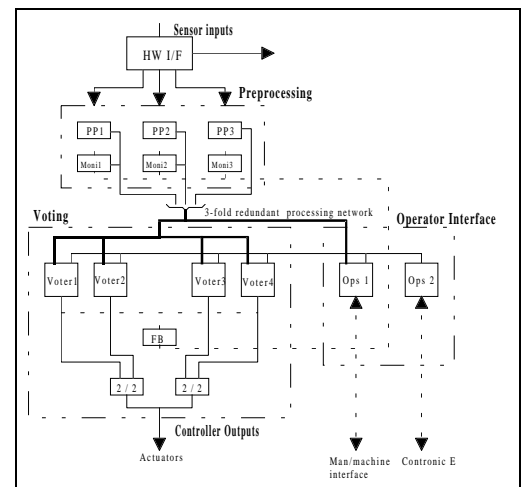 Sensor inputs
HW I/F
Preprocessing
PP1 PP2 PP3
Moni1 Moni2 Moni3
3-fold redundant processing network
Voting
Operator Interface
Voter1 Voter2 Voter3 Voter4 Ops 1 Ops 2
FB
2 / 2 2 / 2
Controller Outputs
Actuators
Man/machine interface
Contronic E